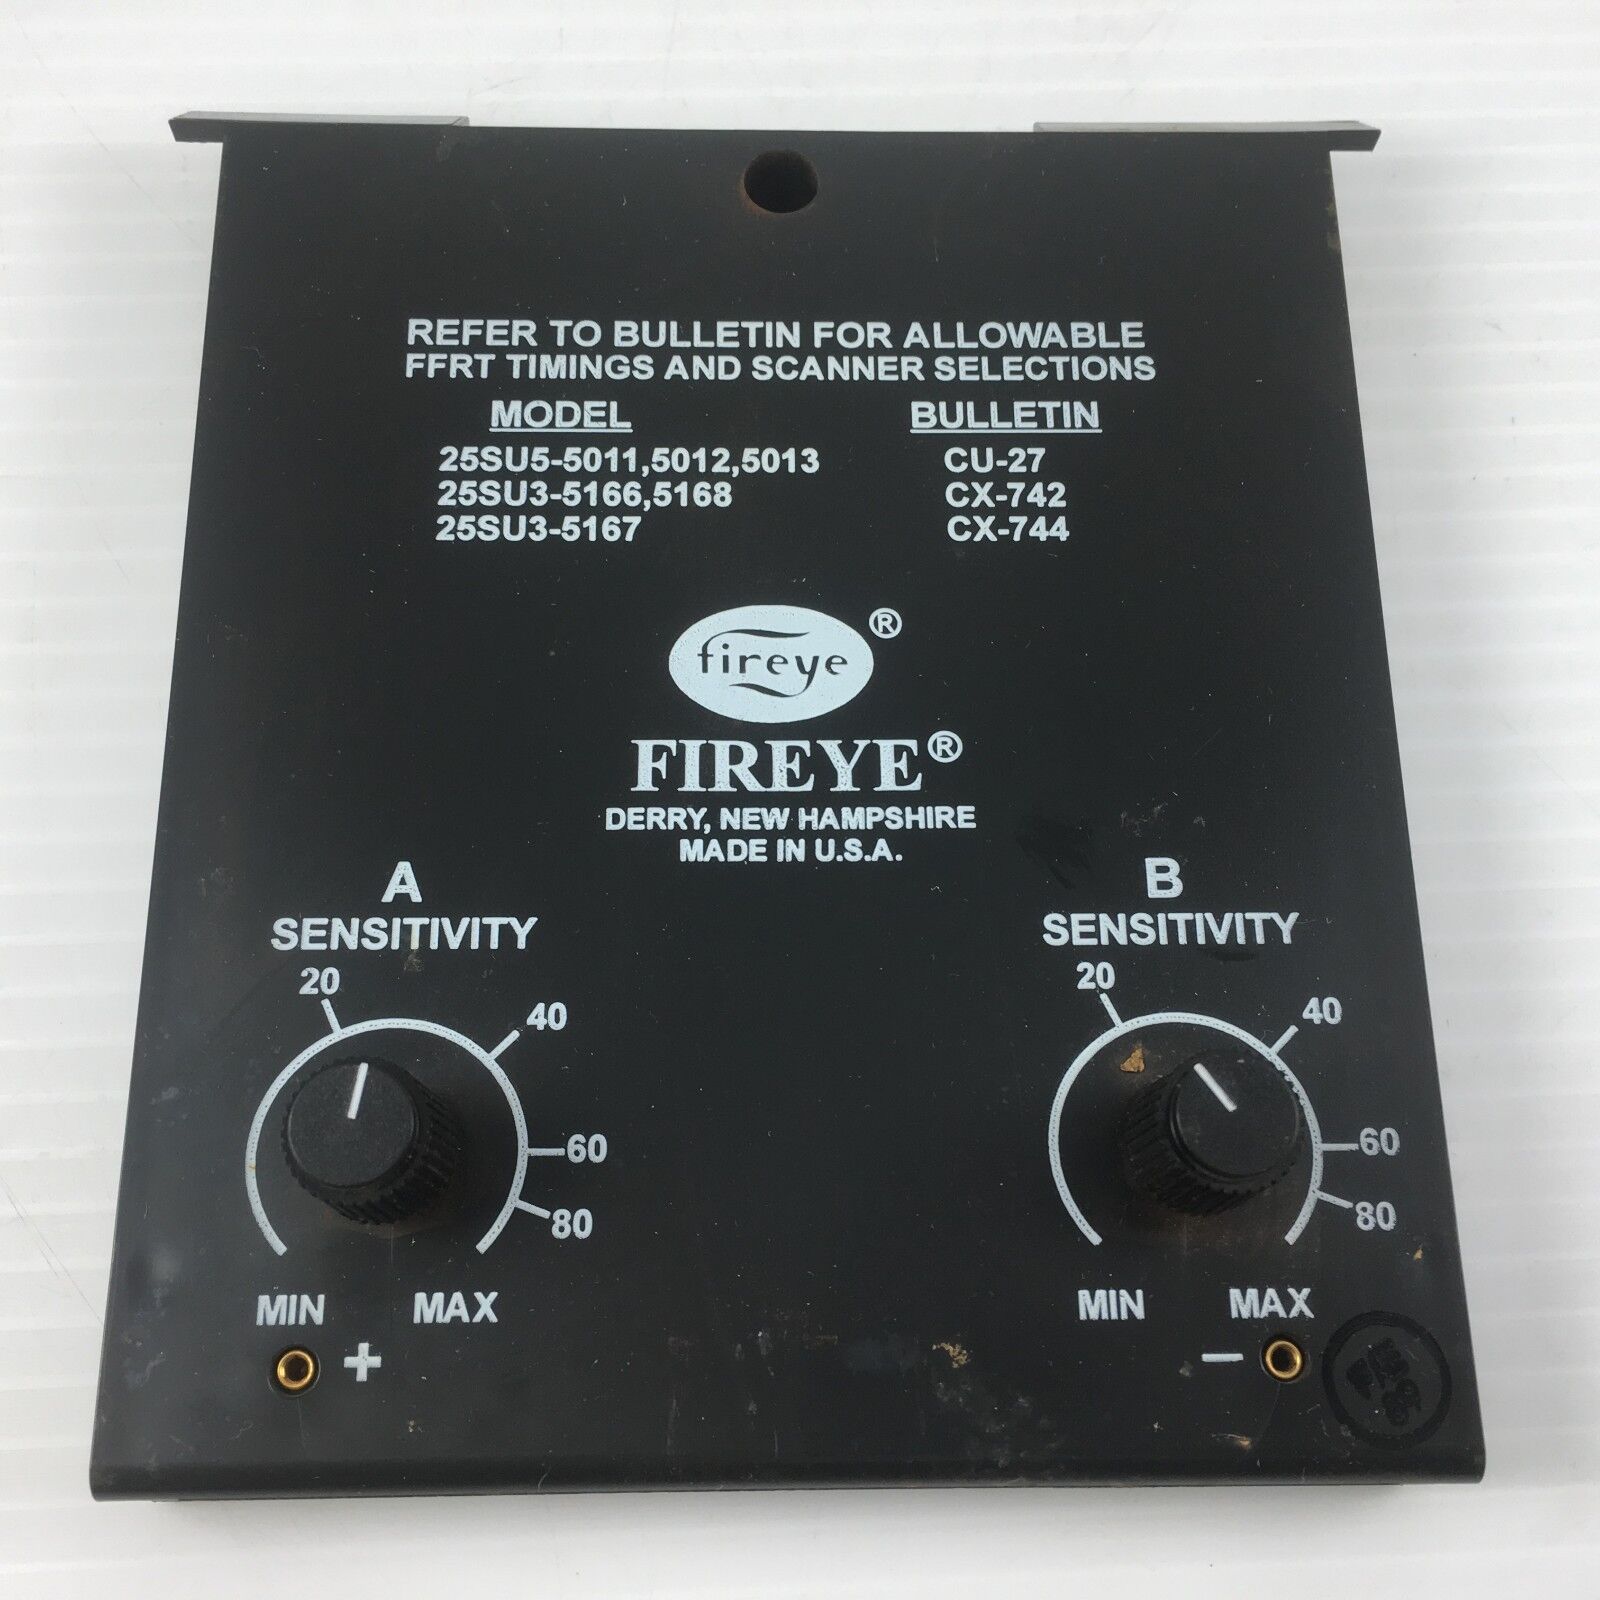 REFER TO BULLETIN FOR ALLOWABLE
FFRT TIMINGS AND SCANNER SELECTIONS
MODEL BULLETIN
25SU5-5011,5012,5013 CU-27
25SU3-5166,5168 CX-742
25SU3-5167 CX-744
fireye®
FIREYE®
DERRY, NEW HAMPSHIRE
MADE IN U.S.A.
A
SENSITIVITY
20
40
60
80
MIN MAX
+
B
SENSITIVITY
20
40
60
80
MIN MAX
−